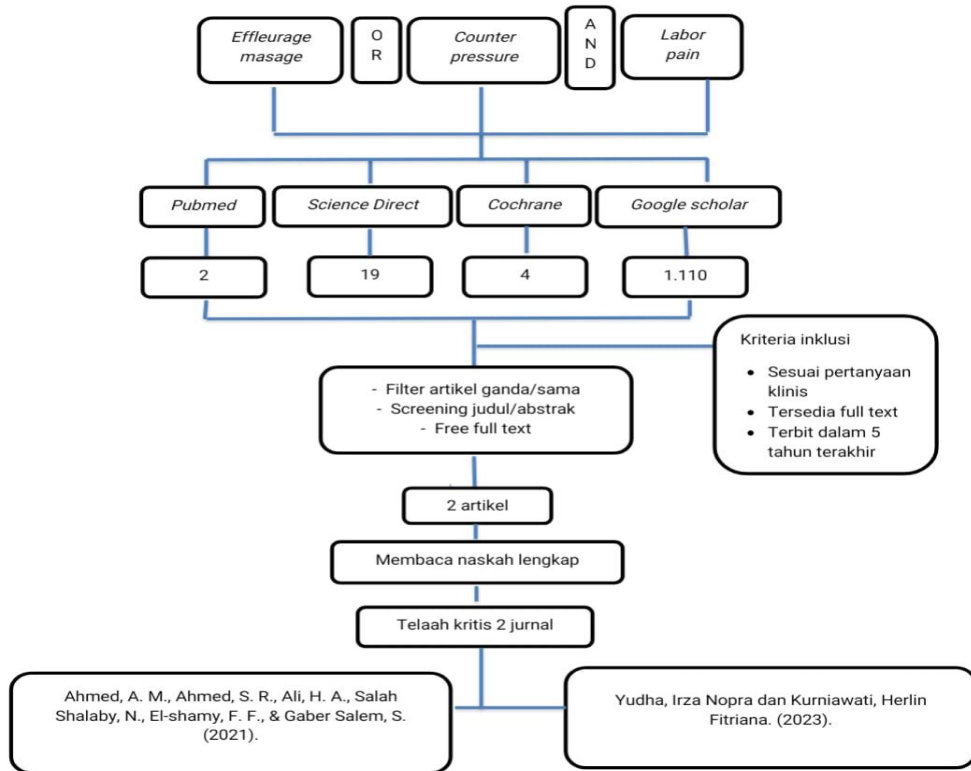 Effleurage
masage
O
R
Counter
pressure
A
N
D
Labor
pain
Pubmed
Science Direct
Cochrane
Google scholar
2
19
4
1.110
Kriteria inklusi
• Sesuai pertanyaan
klinis
• Tersedia full text
• Terbit dalam 5
tahun terakhir
- Filter artikel ganda/sama
- Screening judul/abstrak
- Free full text
2 artikel
Membaca naskah lengkap
Telaah kritis 2 jurnal
Ahmed, A. M., Ahmed, S. R., Ali, H. A., Salah
Shalaby, N., El-shamy, F. F., & Gaber Salem, S.
(2021).
Yudha, Irza Nopra dan Kurniawati, Herlin
Fitriana. (2023).